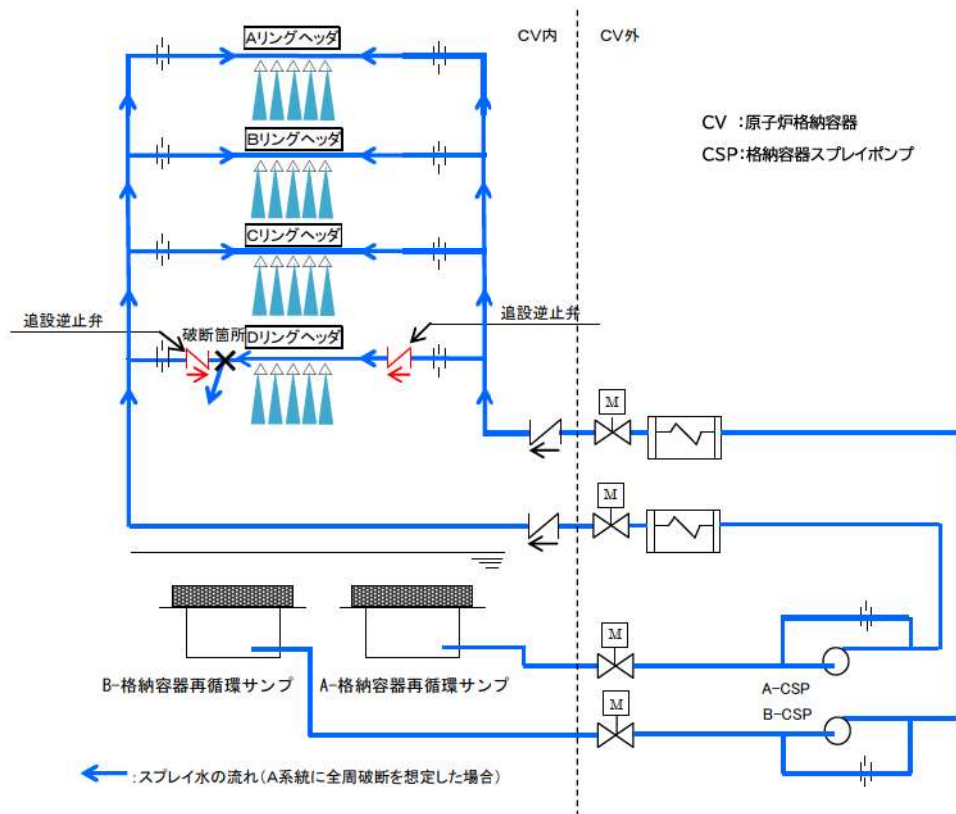 Aリングヘッダ
CV内
CV外
CV :原子炉格納容器
CSP:格納容器スプレイポンプ
Bリングヘッダ
Cリングヘッダ
追設逆止弁
破断箇所
Dリングヘッダ
追設逆止弁
M
M
M
M
B-格納容器再循環サンプ
A-格納容器再循環サンプ
A-CSP
B-CSP
:スプレイ水の流れ(A系統に全周破断を想定した場合)